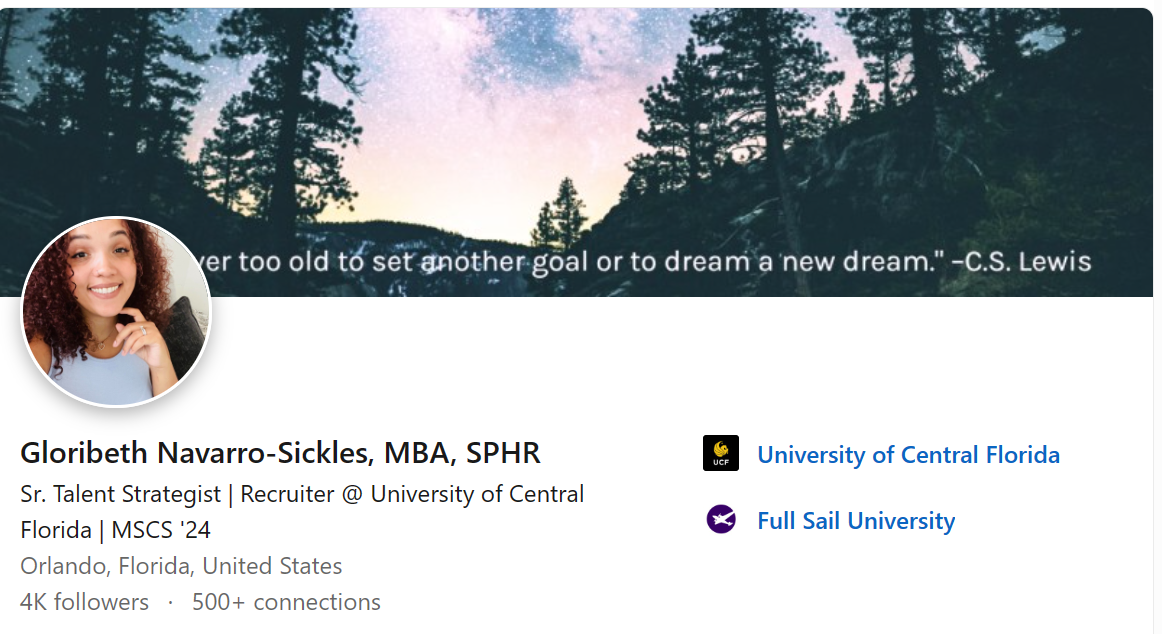 ver too old to set another goal or to dream a new dream." –C.S. Lewis
Gloribeth Navarro-Sickles, MBA, SPHR
Sr. Talent Strategist | Recruiter @ University of Central
Florida | MSCS '24
Orlando, Florida, United States
4K followers · 500+ connections
UCF
University of Central Florida
Full Sail University